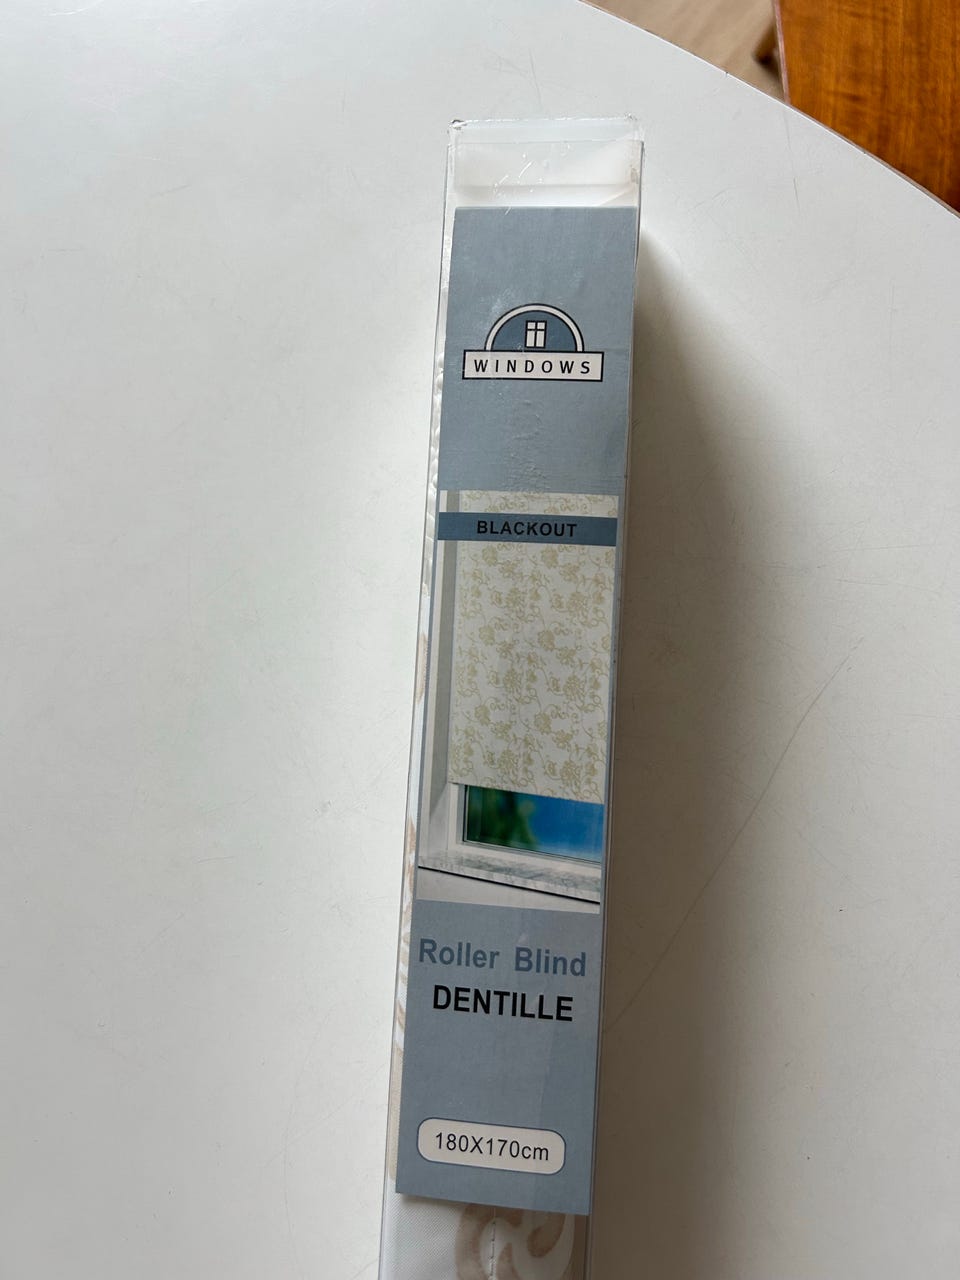 WINDOWS
BLACKOUT
Roller Blind
DENTILLE
180X170cm